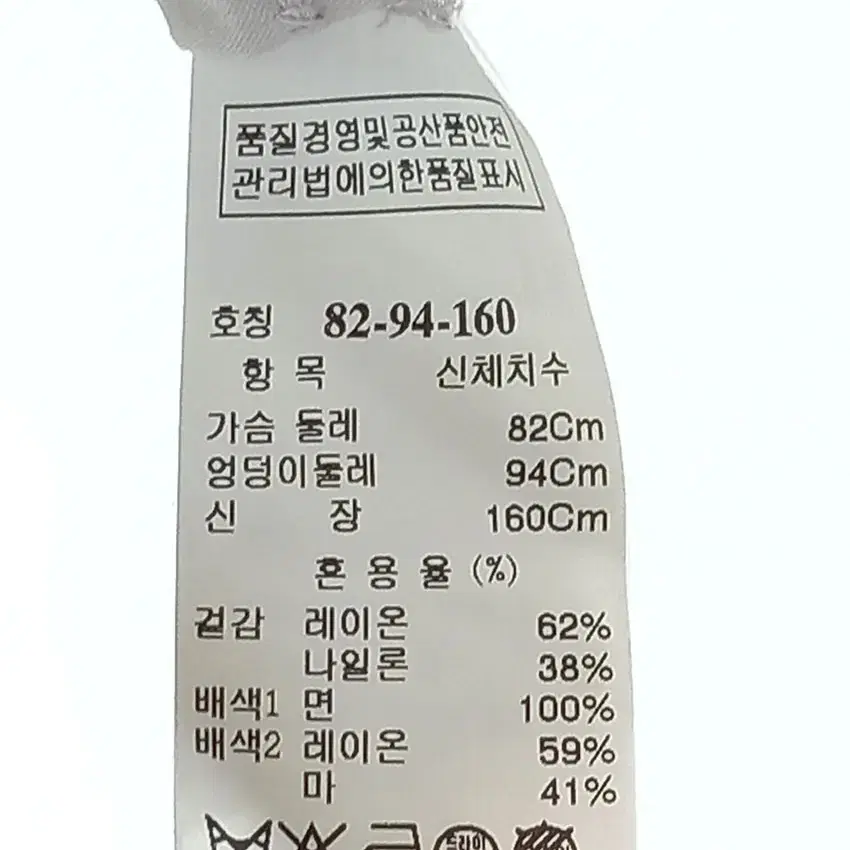 품질경영및공산품안전
관리법에의한품질표시
호칭 82-94-160
항 목 신체치수
가슴 둘레 82Cm
엉덩이둘레 94Cm
신 장 160Cm
혼 용 율 (%)
겉감 레이온 62%
나일론 38%
배색1 면 100%
배색2 레이온 59%
마 41%
드라이